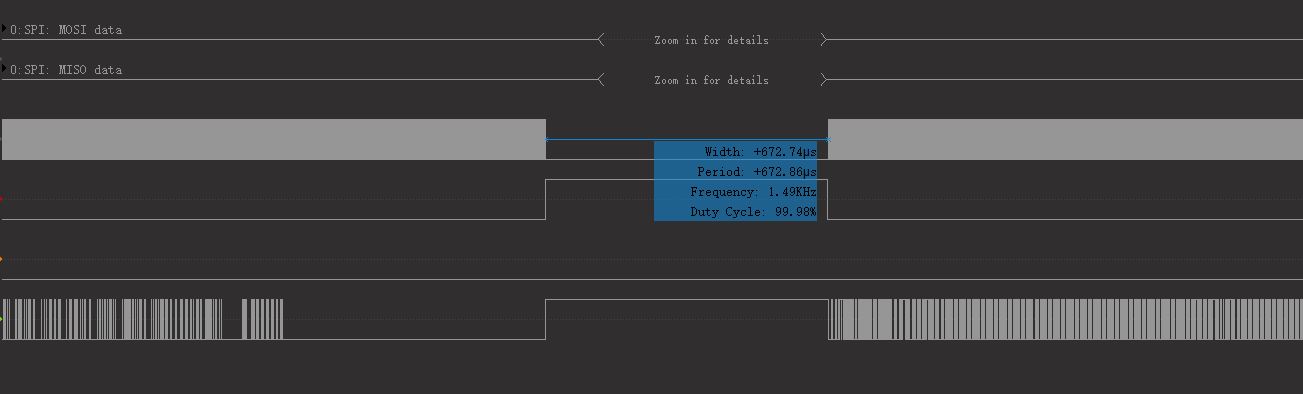 0:SPI: MOSI data
Zoom in for details
0:SPI: MISO data
Zoom in for details
Width: +672.74μs
Period: +672.86μs
Frequency: 1.49KHz
Duty Cycle: 99.98%